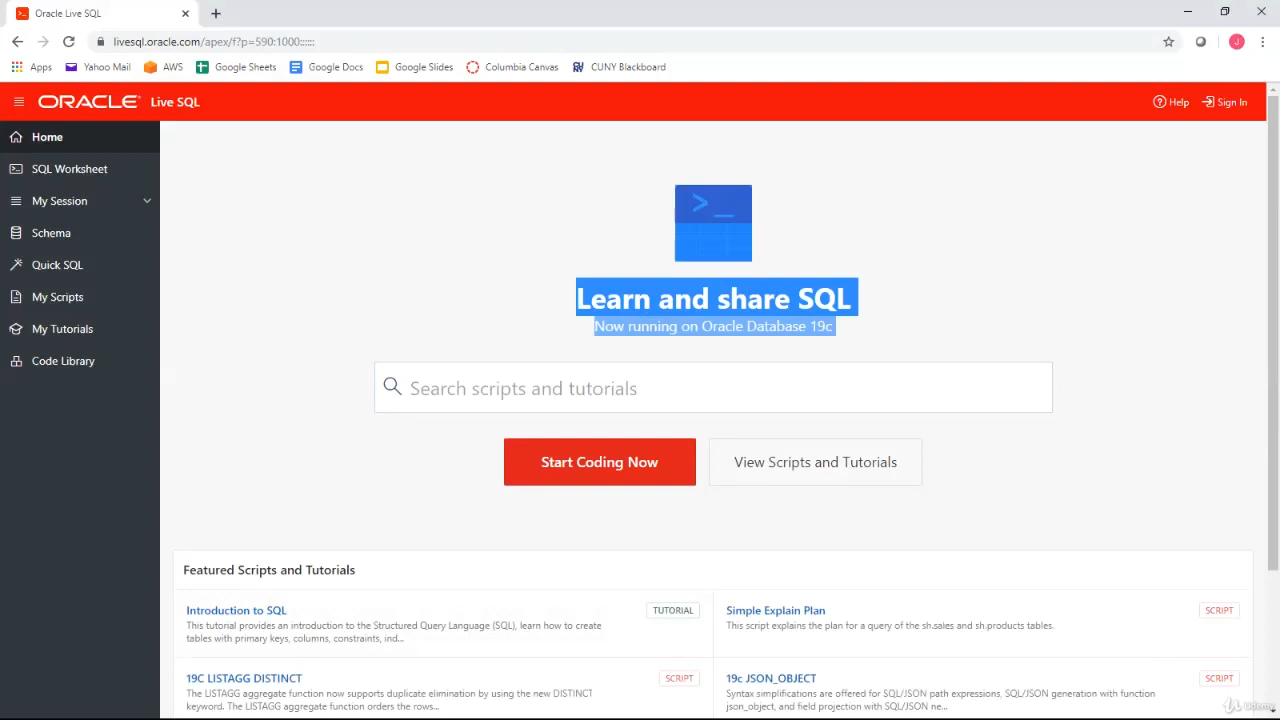 Oracle Live SQL
livesql.oracle.com/apex/f?p=590:1000::::::
Apps
Yahoo Mail
AWS
Google Sheets
Google Docs
Google Slides
Columbia Canvas
CUNY Blackboard
J
ORACLE Live SQL
Help
Sign In
Home
SQL Worksheet
My Session
Schema
Quick SQL
My Scripts
My Tutorials
Code Library
>_
Learn and share SQL
Now running on Oracle Database 19c
Search scripts and tutorials
Start Coding Now
View Scripts and Tutorials
Featured Scripts and Tutorials
Introduction to SQL
TUTORIAL
This tutorial provides an introduction to the Structured Query Language (SQL), learn how to create
tables with primary keys, columns, constraints, ind...
Simple Explain Plan
SCRIPT
This script explains the plan for a query of the sh.sales and sh.products tables.
19C LISTAGG DISTINCT
SCRIPT
The LISTAGG aggregate function now supports duplicate elimination by using the new DISTINCT
keyword. The LISTAGG aggregate function orders the rows...
19c JSON_OBJECT
SCRIPT
Syntax simplifications are offered for SQL/JSON path expressions, SQL/JSON generation with function
json_object, and field projection with SQL/JSON ne...
Udemy